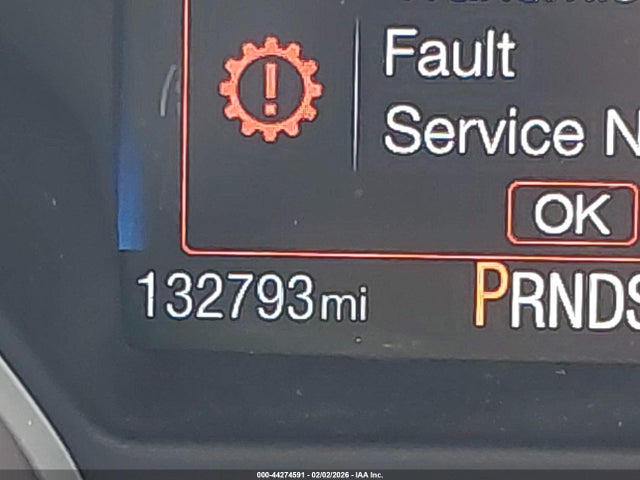 Fault
Service N
OK
132793mi
PRNDS
000-44274591 - 02/02/2026 - IAA Inc.